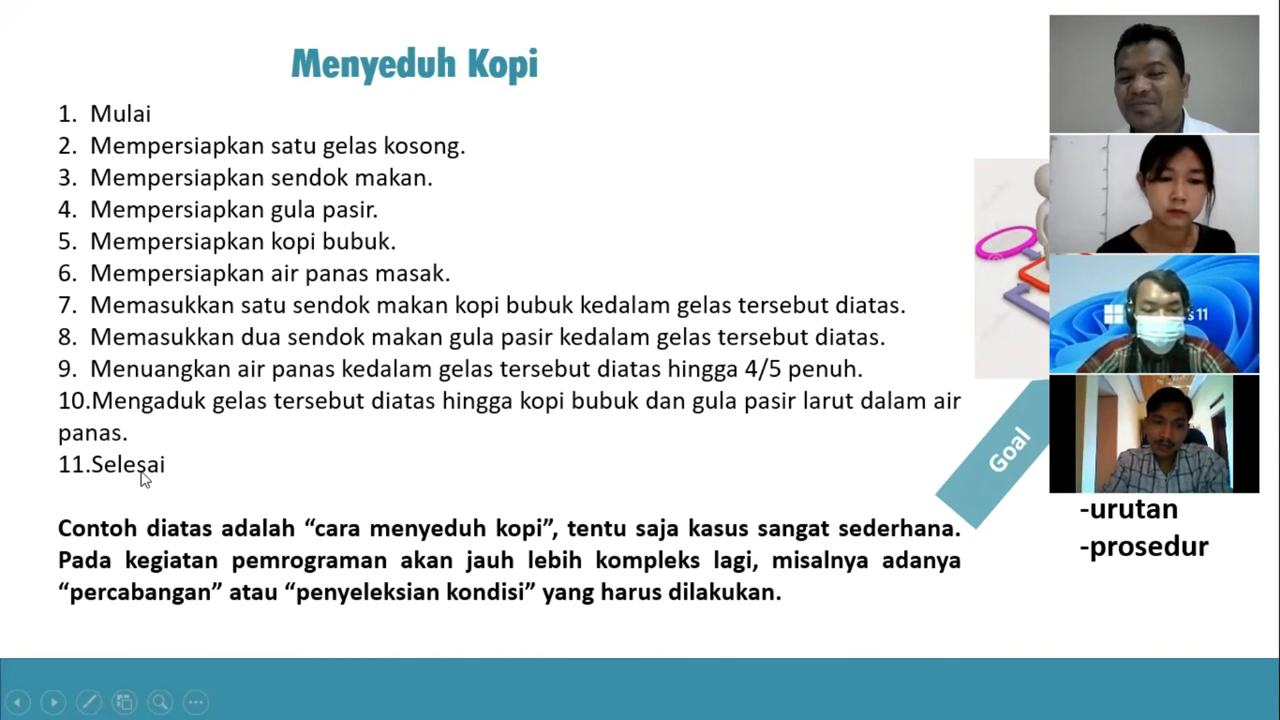 Menyeduh Kopi
1. Mulai
2. Mempersiapkan satu gelas kosong.
3. Mempersiapkan sendok makan.
4. Mempersiapkan gula pasir.
5. Mempersiapkan kopi bubuk.
6. Mempersiapkan air panas masak.
7. Memasukkan satu sendok makan kopi bubuk kedalam gelas tersebut diatas.
8. Memasukkan dua sendok makan gula pasir kedalam gelas tersebut diatas.
9. Menuangkan air panas kedalam gelas tersebut diatas hingga 4/5 penuh.
10.Mengaduk gelas tersebut diatas hingga kopi bubuk dan gula pasir larut dalam air
panas.
11.Selesai
Contoh diatas adalah “cara menyeduh kopi”, tentu saja kasus sangat sederhana.
Pada kegiatan pemrograman akan jauh lebih kompleks lagi, misalnya adanya
“percabangan” atau “penyeleksian kondisi” yang harus dilakukan.
Goal
-urutan
-prosedur
11